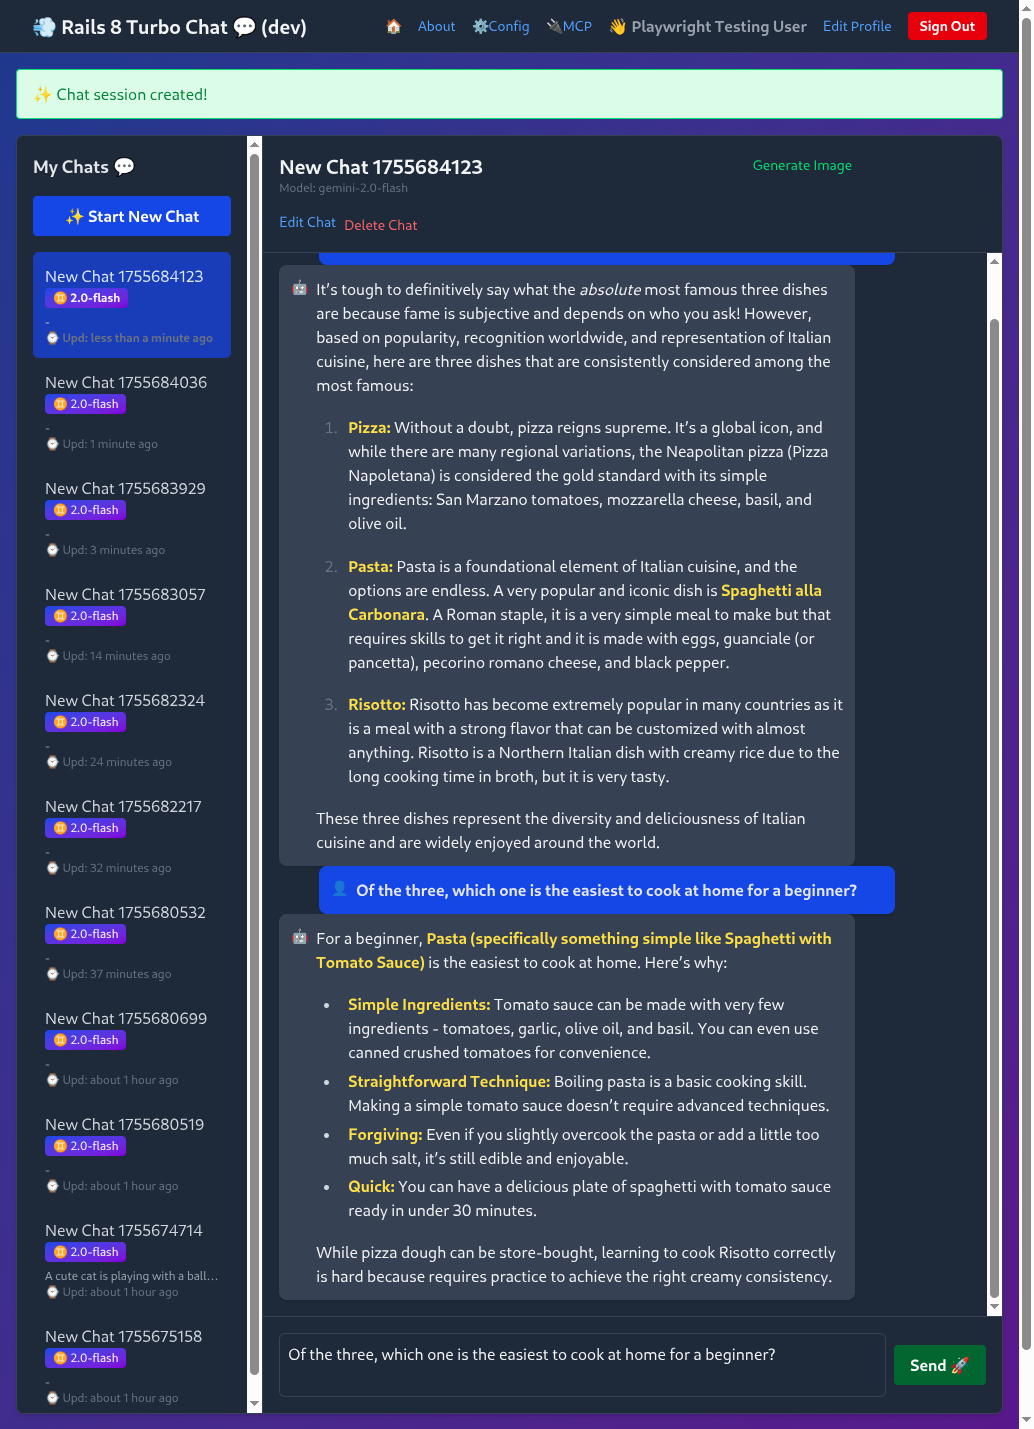 Rails 8 Turbo Chat 💬 (dev)
🏠 About ⚙️Config 🔌MCP 👋 Playwright Testing User Edit Profile Sign Out
✨ Chat session created!
My Chats 💬
✨ Start New Chat
New Chat 1755684123
♊ 2.0-flash
-
⌚ Upd: less than a minute ago
New Chat 1755684036
♊ 2.0-flash
-
⌚ Upd: 1 minute ago
New Chat 1755683929
♊ 2.0-flash
-
⌚ Upd: 3 minutes ago
New Chat 1755683057
♊ 2.0-flash
-
⌚ Upd: 14 minutes ago
New Chat 1755682324
♊ 2.0-flash
-
⌚ Upd: 24 minutes ago
New Chat 1755682217
♊ 2.0-flash
-
⌚ Upd: 32 minutes ago
New Chat 1755680532
♊ 2.0-flash
-
⌚ Upd: 37 minutes ago
New Chat 1755680699
♊ 2.0-flash
-
⌚ Upd: about 1 hour ago
New Chat 1755680519
♊ 2.0-flash
-
⌚ Upd: about 1 hour ago
New Chat 1755674714
♊ 2.0-flash
A cute cat is playing with a ball...
⌚ Upd: about 1 hour ago
New Chat 1755675158
♊ 2.0-flash
-
⌚ Upd: about 1 hour ago
New Chat 1755684123
Model: gemini-2.0-flash
Generate Image
Edit Chat Delete Chat
It's tough to definitively say what the absolute most famous three dishes
are because fame is subjective and depends on who you ask! However,
based on popularity, recognition worldwide, and representation of Italian
cuisine, here are three dishes that are consistently considered among the
most famous:
1. Pizza: Without a doubt, pizza reigns supreme. It's a global icon, and
while there are many regional variations, the Neapolitan pizza (Pizza
Napoletana) is considered the gold standard with its simple
ingredients: San Marzano tomatoes, mozzarella cheese, basil, and
olive oil.
2. Pasta: Pasta is a foundational element of Italian cuisine, and the
options are endless. A very popular and iconic dish is Spaghetti alla
Carbonara. A Roman staple, it is a very simple meal to make but that
requires skills to get it right and it is made with eggs, guanciale (or
pancetta), pecorino romano cheese, and black pepper.
3. Risotto: Risotto has become extremely popular in many countries as it
is a meal with a strong flavor that can be customized with almost
anything. Risotto is a Northern Italian dish with creamy rice due to the
long cooking time in broth, but it is very tasty.
These three dishes represent the diversity and deliciousness of Italian
cuisine and are widely enjoyed around the world.
Of the three, which one is the easiest to cook at home for a beginner?
For a beginner, Pasta (specifically something simple like Spaghetti with
Tomato Sauce) is the easiest to cook at home. Here's why:
• Simple Ingredients: Tomato sauce can be made with very few
ingredients - tomatoes, garlic, olive oil, and basil. You can even use
canned crushed tomatoes for convenience.
• Straightforward Technique: Boiling pasta is a basic cooking skill.
Making a simple tomato sauce doesn't require advanced techniques.
• Forgiving: Even if you slightly overcook the pasta or add a little too
much salt, it's still edible and enjoyable.
• Quick: You can have a delicious plate of spaghetti with tomato sauce
ready in under 30 minutes.
While pizza dough can be store-bought, learning to cook Risotto correctly
is hard because requires practice to achieve the right creamy consistency.
Of the three, which one is the easiest to cook at home for a beginner?
Send 🚀